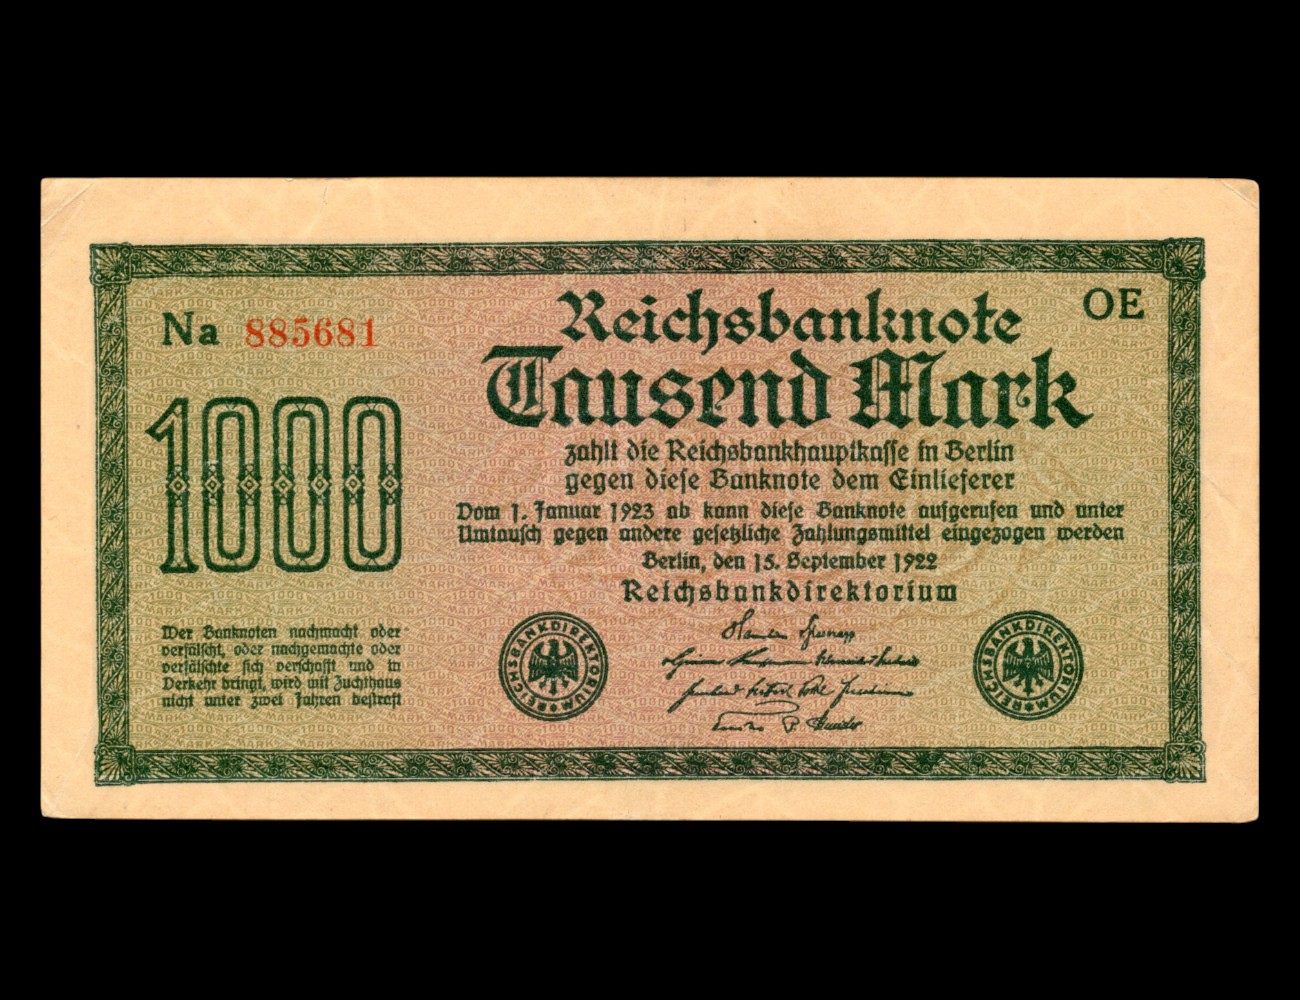 Reichsbanknote
OE
Na 885681
Tausend Mark
1000
zahlt die Reichsbankhauptkasse in Berlin
gegen diese Banknote dem Einlieferer
Vom 1. Januar 1923 ab kann diese Banknote aufgerufen und unter
Umtausch gegen andere gesetzliche Zahlungsmittel eingezogen werden
Berlin, den 15. September 1922
Reichsbankdirektorium
Wer Banknoten nachmacht oder
verfälscht, oder nachgemachte oder
verfälschte sich verschafft und in
Verkehr bringt, wird mit Zuchthaus
nicht unter zwei Jahren bestraft
REICHSBANKDIREKTORIUM
REICHSBANKDIREKTORIUM